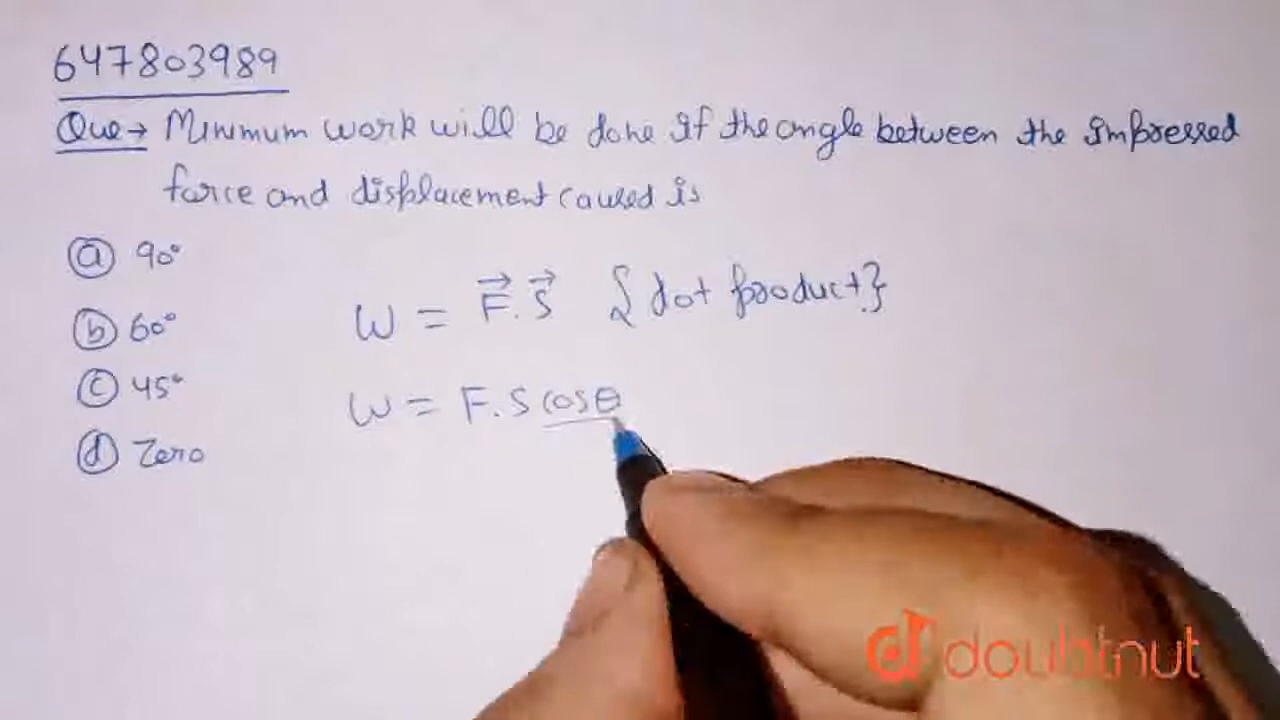 647803989
Que→ Minimum work will be done if the angle between the impressed
force and displacement caused is
ⓐ 90°
ⓑ 60°
ⓒ 45°
ⓓ Zero
W = F⃗.S⃗ {dot product}
W = F.S cosθ
doubtnut